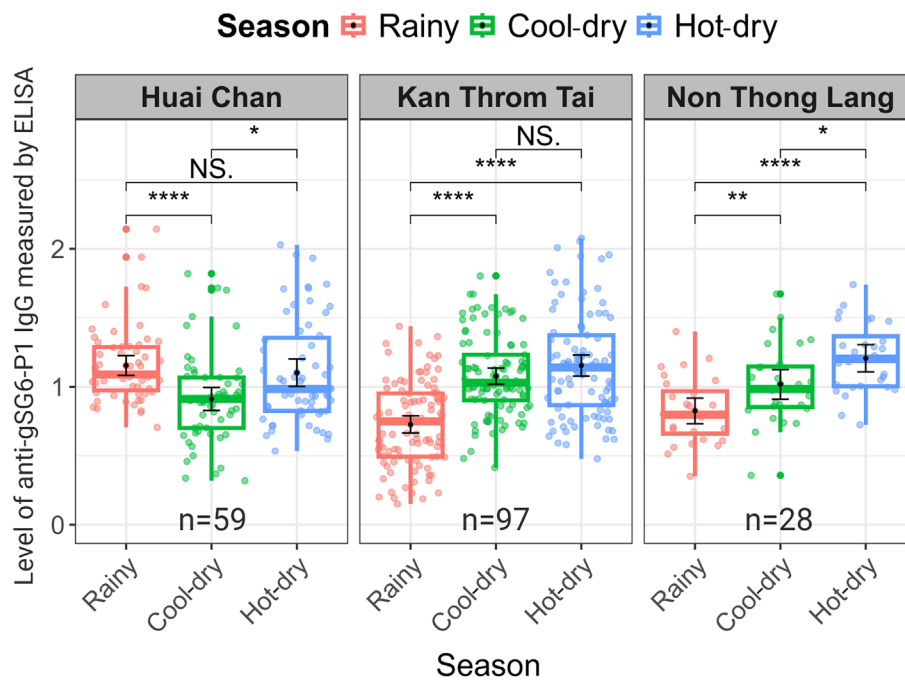 Season Rainy Cool-dry Hot-dry
Level of anti-gSG6-P1 IgG measured by ELISA
Huai Chan
Kan Throm Tai
Non Thong Lang
*
NS.
****
NS.
****
****
*
****
**
2
1
0
n=59
n=97
n=28
Rainy
Cool-dry
Hot-dry
Rainy
Cool-dry
Hot-dry
Rainy
Cool-dry
Hot-dry
Season